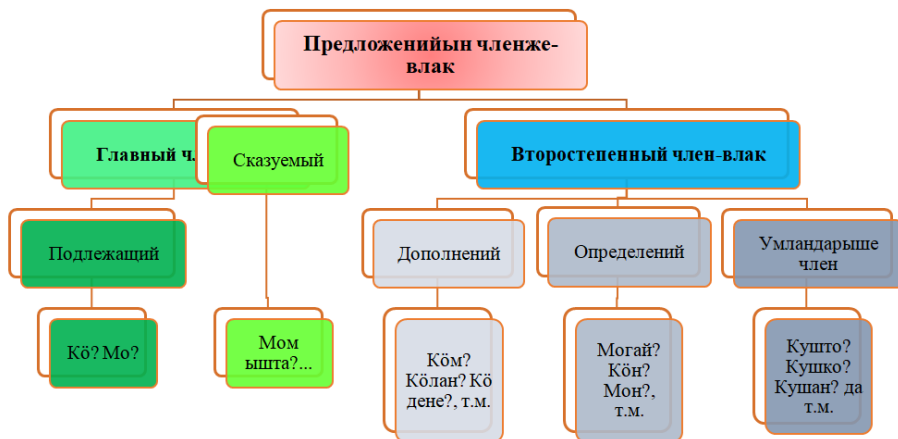 Предложенийын членже-
влак
Главный ч
Сказуемый
Второстепенный член-влак
Подлежащий
Дополнений
Определений
Умландарыше
член
Кӧ? Мо?
Мом
ышта?...
Кӧм?
Кӧлан? Кӧ
дене?, т.м.
Могай?
Кӧн?
Мон?,
т.м.
Кушто?
Кушко?
Кушан? да
т.м.